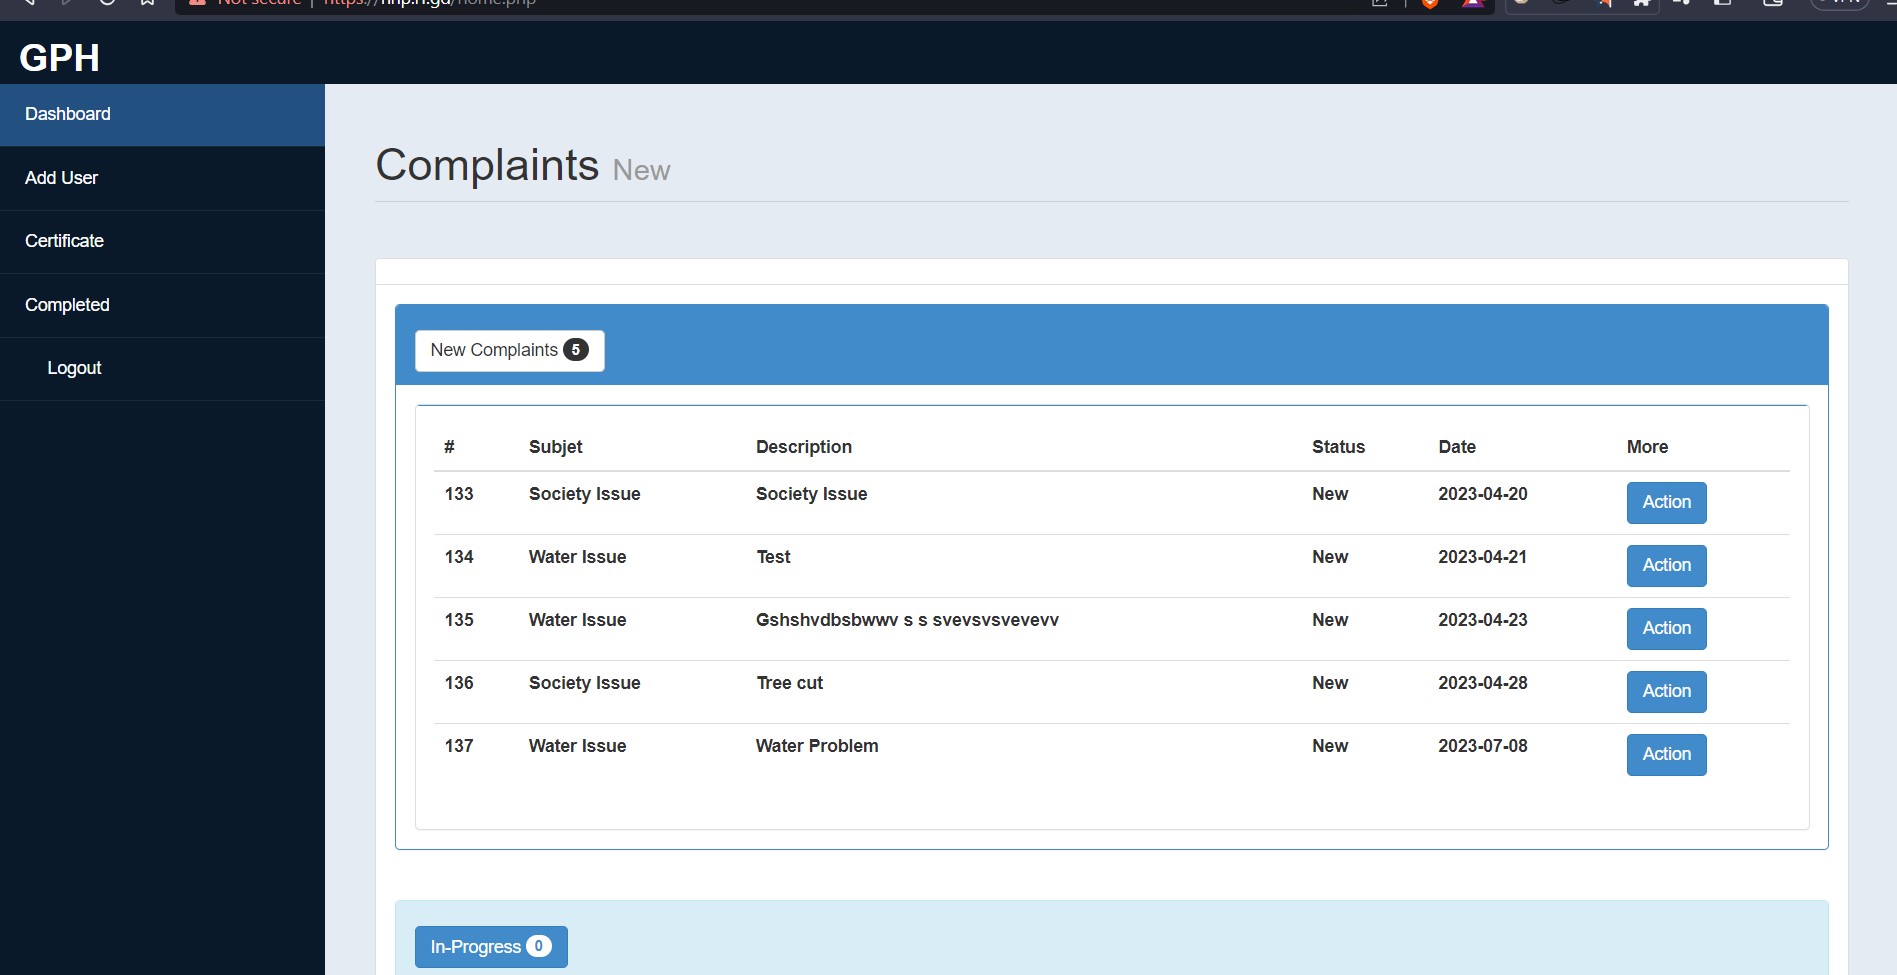 Not secure
https:/
/home.php
VPN
GPH
Dashboard
Add User
Certificate
Completed
Logout
Complaints New
New Complaints 5
# Subjet Description Status Date More
133 Society Issue Society Issue New 2023-04-20 Action
134 Water Issue Test New 2023-04-21 Action
135 Water Issue Gshshvdbsbwwv s s svevsvsvevevv New 2023-04-23 Action
136 Society Issue Tree cut New 2023-04-28 Action
137 Water Issue Water Problem New 2023-07-08 Action
In-Progress 0